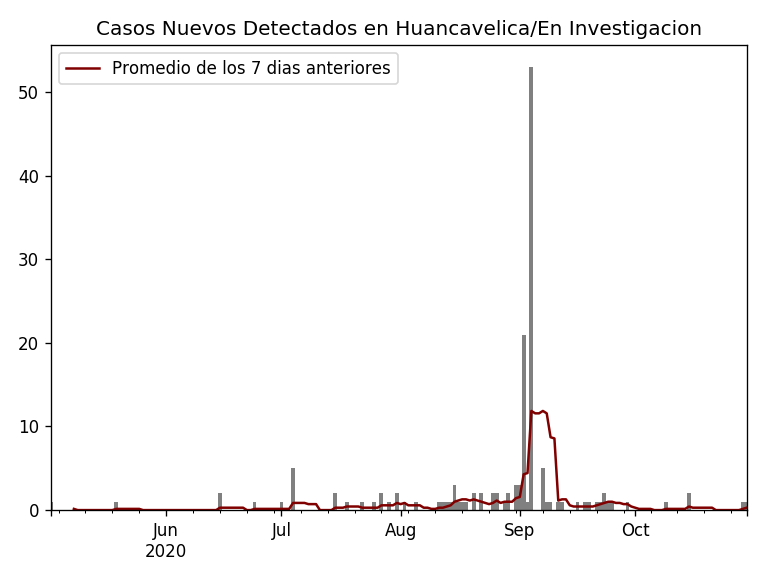 Casos Nuevos Detectados en Huancavelica/En Investigacion
Promedio de los 7 dias anteriores
50
40
30
20
10
0
Jun Jul Aug Sep Oct
2020